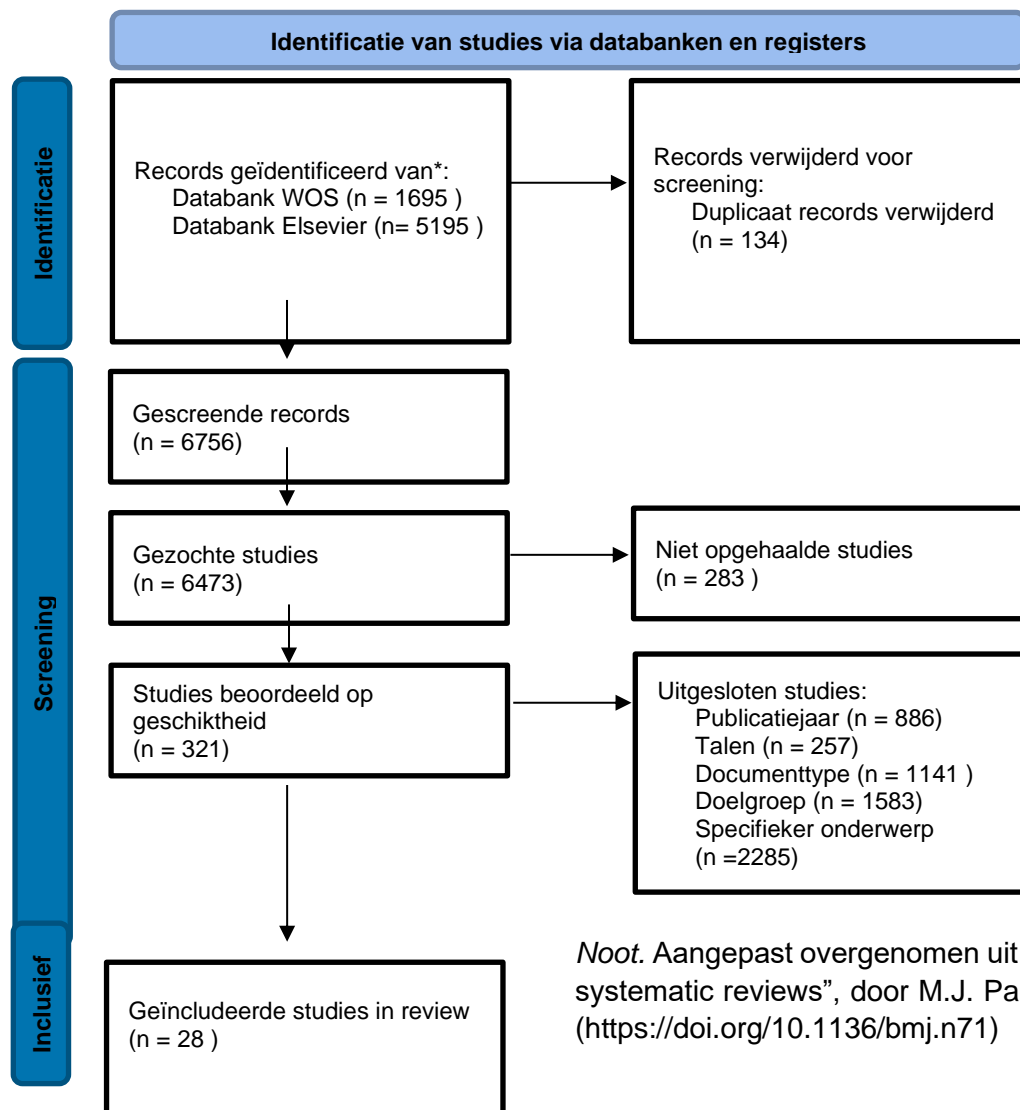 Identificatie van studies via databanken en registers
Identificatie
Records geïdentificeerd van*:
Databank WOS (n = 1695 )
Databank Elsevier (n= 5195 )
Records verwijderd voor
screening:
Duplicaat records verwijderd
(n = 134)
Screening
Gescreende records
(n = 6756)
Gezochte studies
(n = 6473)
Niet opgehaalde studies
(n = 283 )
Studies beoordeeld op
geschiktheid
(n = 321)
Uitgesloten studies:
Publicatiejaar (n = 886)
Talen (n = 257)
Documenttype (n = 1141 )
Doelgroep (n = 1583)
Specifieker onderwerp
(n =2285)
Inclusief
Geïncludeerde studies in review
(n = 28 )
Noot. Aangepast overgenomen uit
systematic reviews”, door M.J. Pa
(https://doi.org/10.1136/bmj.n71)